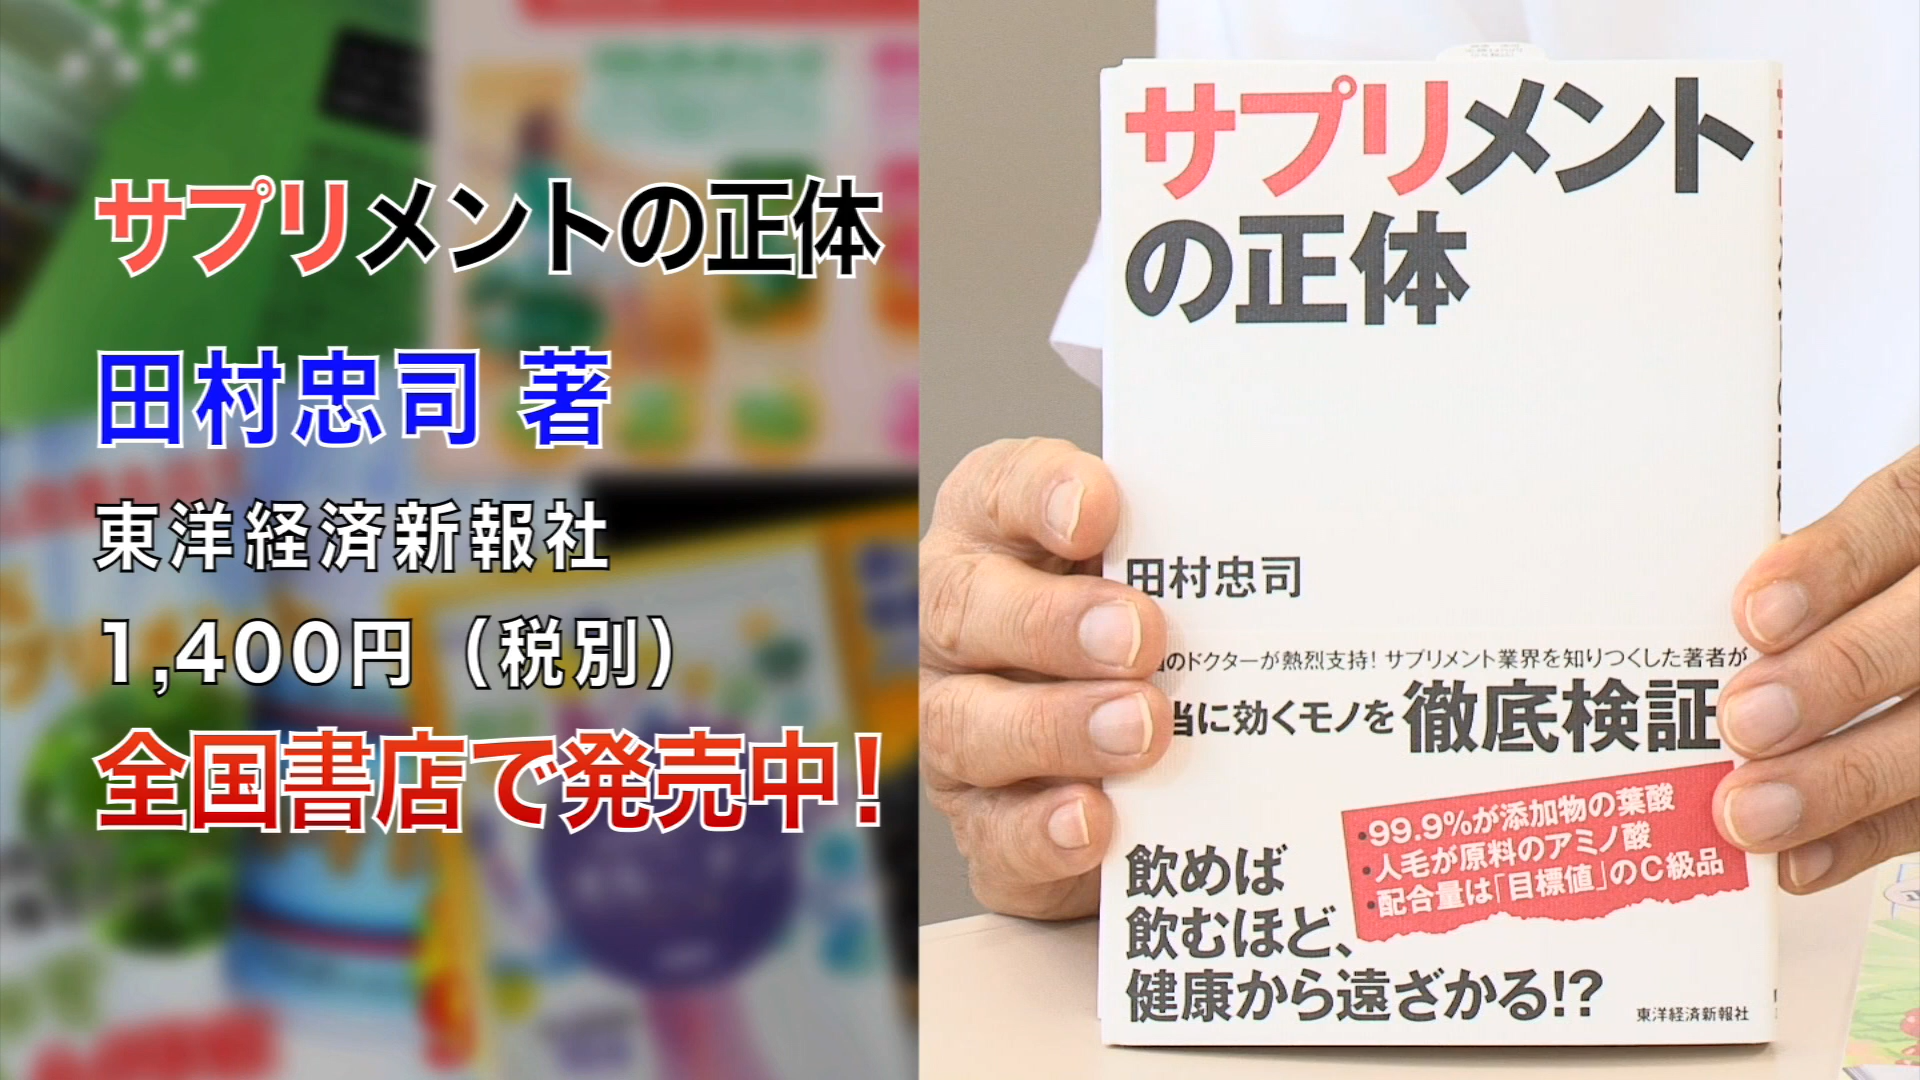 サプリメントの正体
田村忠司 著
東洋経済新報社
1,400円（税別）
全国書店で発売中！
サプリメント
の正体
田村忠司
のドクターが熱烈支持！ サプリメント業界を知りつくした著者が
当に効くモノを徹底検証
・99.9%が添加物の葉酸
・人毛が原料のアミノ酸
・配合量は「目標値」のC級品
飲めば
飲むほど、
健康から遠ざかる!?
東洋経済新報社